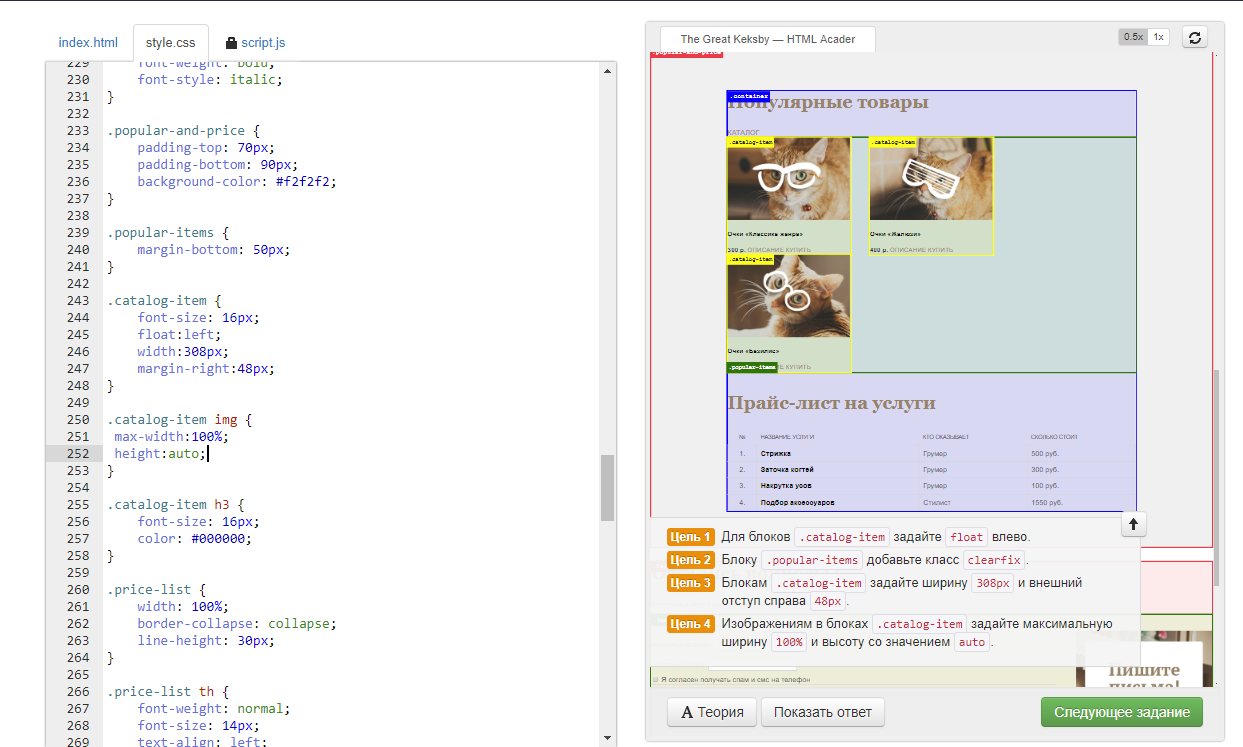 index.html
style.css
script.js
229 font-weight: bold;
230 font-style: italic;
231 }
232
233 .popular-and-price {
234 padding-top: 70px;
235 padding-bottom: 90px;
236 background-color: #f2f2f2;
237 }
238
239 .popular-items {
240 margin-bottom: 50px;
241 }
242
243 .catalog-item {
244 font-size: 16px;
245 float:left;
246 width:308px;
247 margin-right:48px;
248 }
249
250 .catalog-item img {
251 max-width:100%;
252 height:auto;
253 }
254
255 .catalog-item h3 {
256 font-size: 16px;
257 color: #000000;
258 }
259
260 .price-list {
261 width: 100%;
262 border-collapse: collapse;
263 line-height: 30px;
264 }
265
266 .price-list th {
267 font-weight: normal;
268 font-size: 14px;
269 text-align: left;
The Great Keksby — HTML Acader
0.5x 1x
.container
Популярные товары
КАТАЛОГ
.catalog-item
.catalog-item
Очки «Классика жанра»
Очки «Жалюзи»
300 р. ОПИСАНИЕ КУПИТЬ
400 р. ОПИСАНИЕ КУПИТЬ
.catalog-item
Очки «Базилис»
.popular-items
КУПИТЬ
Прайс-лист на услуги
№ НАЗВАНИЕ УСЛУГИ КТО ОКАЗЫВАЕТ СКОЛЬКО СТОИТ
1. Стрижка Грумер 500 руб.
2. Заточка когтей Грумер 300 руб.
3. Накрутка усов Грумер 100 руб.
4. Подбор аксессуаров Стилист 1550 руб.
Цель 1 Для блоков .catalog-item задайте float влево.
Цель 2 Блоку .popular-items добавьте класс clearfix.
Цель 3 Блокам .catalog-item задайте ширину 308px и внешний
отступ справа 48px.
Цель 4 Изображениям в блоках .catalog-item задайте максимальную
ширину 100% и высоту со значением auto.
Пишите
письма!
Я согласен получать спам и смс на телефон
A Теория
Показать ответ
Следующее задание